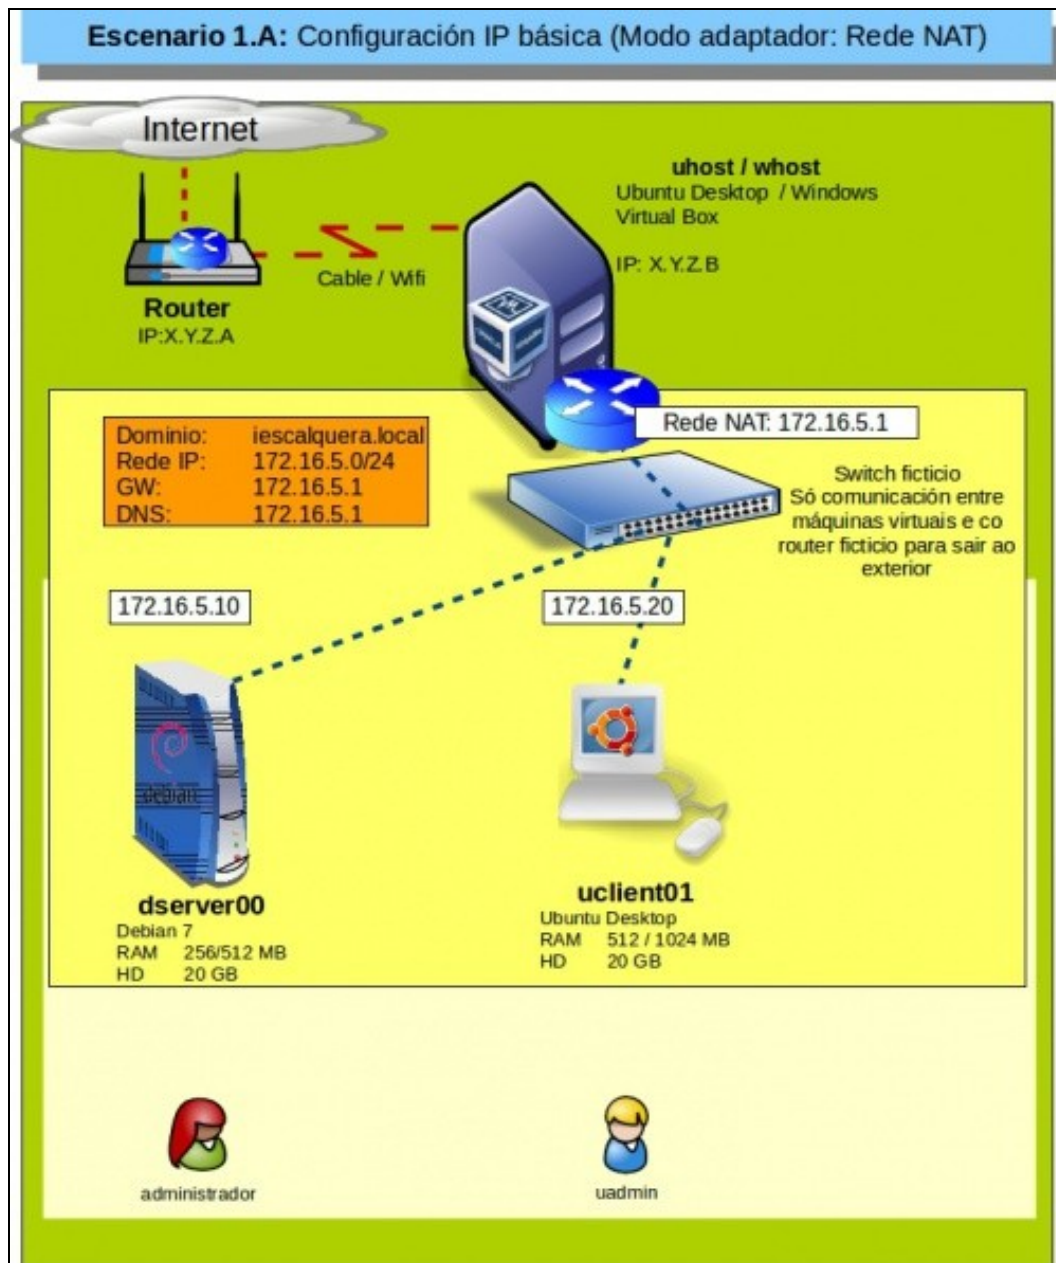 Escenario 1.A: Configuración IP básica (Modo adaptador: Rede NAT)
Internet
uhost / whost
Ubuntu Desktop / Windows
Virtual Box
IP: X.Y.Z.B
Cable / Wifi
Router
IP:X.Y.Z.A
Rede NAT: 172.16.5.1
Dominio: iescalquera.local
Rede IP: 172.16.5.0/24
GW: 172.16.5.1
DNS: 172.16.5.1
Switch ficticio
Só comunicación entre
máquinas virtuais e co
router ficticio para sair ao
exterior
172.16.5.10
172.16.5.20
debian
dserver00
Debian 7
RAM 256/512 MB
HD 20 GB
uclient01
Ubuntu Desktop
RAM 512 / 1024 MB
HD 20 GB
administrador
uadmin